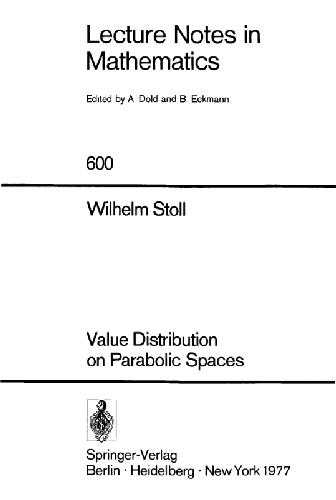 Lecture Notes in
Mathematics
Edited by A Dold and B Eckmann
600
Wilhelm Stoll
Value Distribution
on Parabolic Spaces
Springer-Verlag
Berlin · Heidelberg · New York 1977